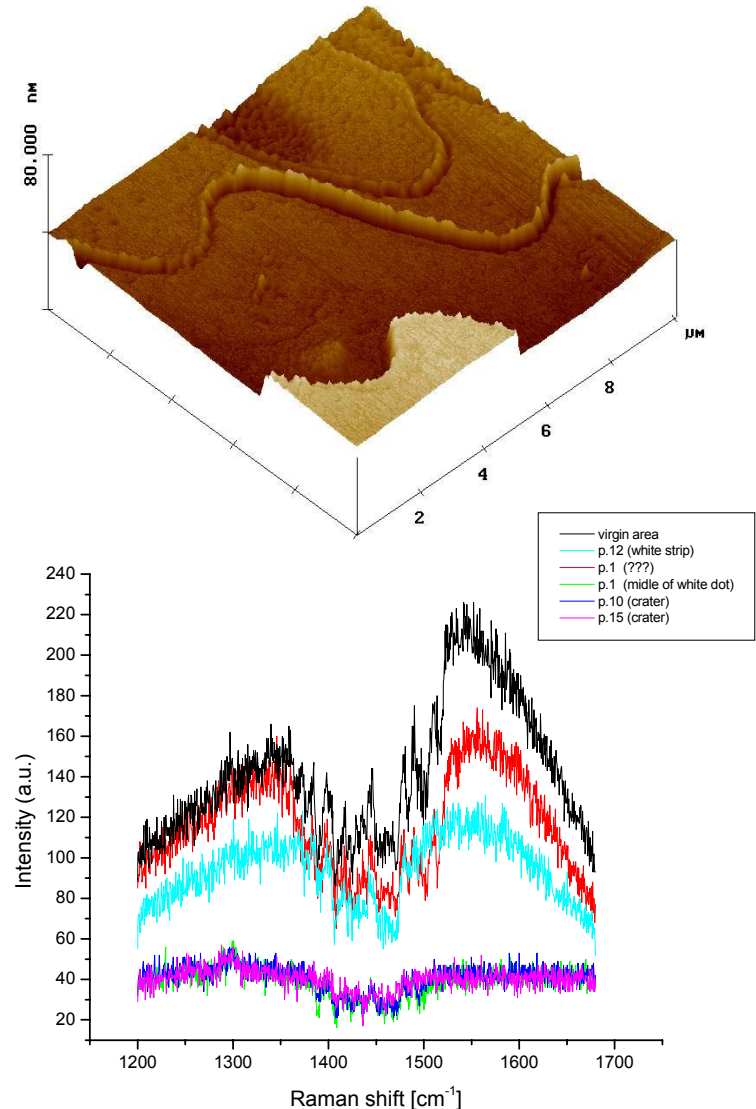 80.000 nm
µm
8
6
4
2
virgin area
p.12 (white strip)
p.1 (???)
p.1 (midle of white dot)
p.10 (crater)
p.15 (crater)
240
220
200
180
160
140
120
100
80
60
40
20
Intensity (a.u.)
1200 1300 1400 1500 1600 1700
Raman shift [cm-1]